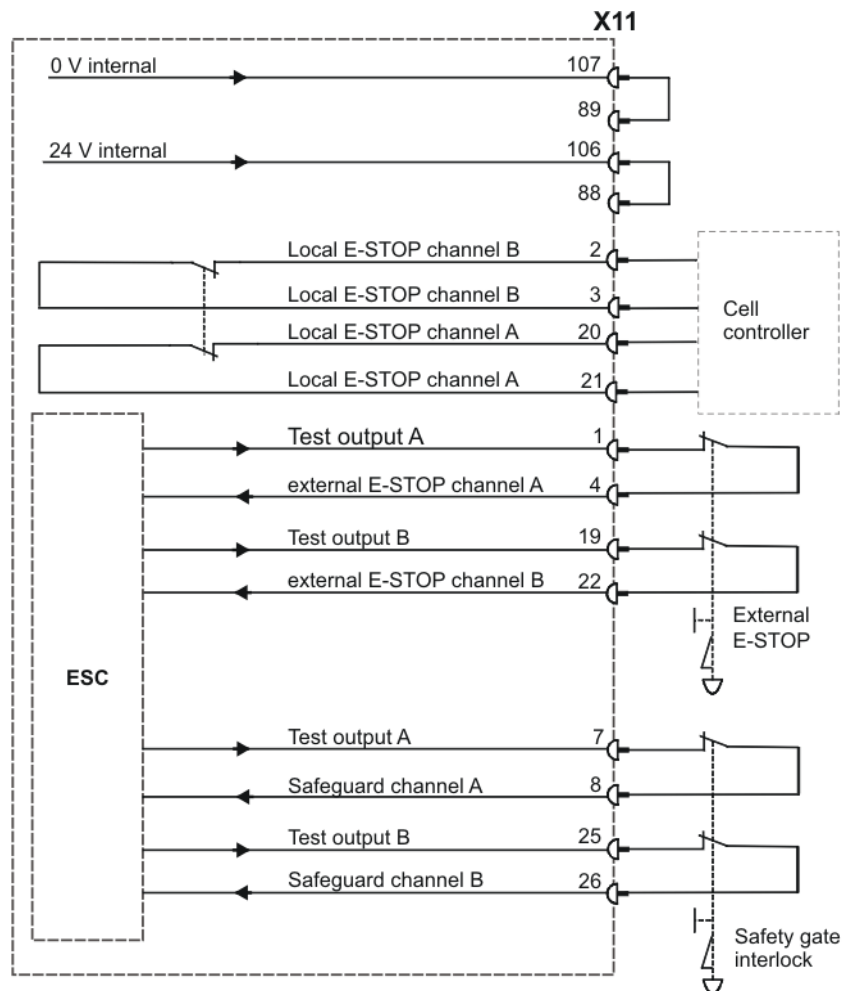 X11
0 V internal 107
89
24 V internal 106
88
Local E-STOP channel B 2
Local E-STOP channel B 3
Local E-STOP channel A 20
Local E-STOP channel A 21
Cell
controller
Test output A 1
external E-STOP channel A 4
Test output B 19
external E-STOP channel B 22
External
E-STOP
ESC
Test output A 7
Safeguard channel A 8
Test output B 25
Safeguard channel B 26
Safety gate
interlock